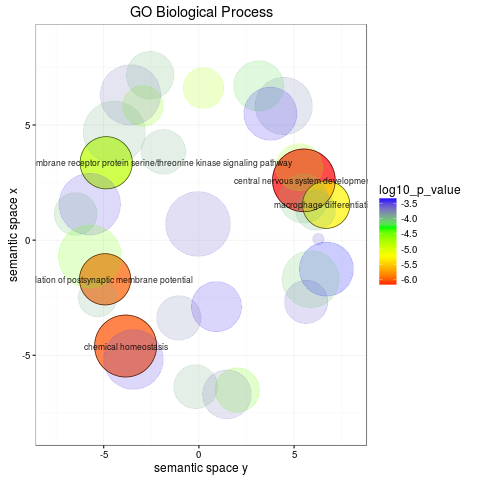 GO Biological Process
mbrane receptor protein serine/threonine kinase signaling pathway
central nervous system developmen
macrophage differentiati
lation of postsynaptic membrane potential
chemical homeostasis
5
0
-5
-5
0
5
semantic space x
semantic space y
log10_p_value
-3.5
-4.0
-4.5
-5.0
-5.5
-6.0